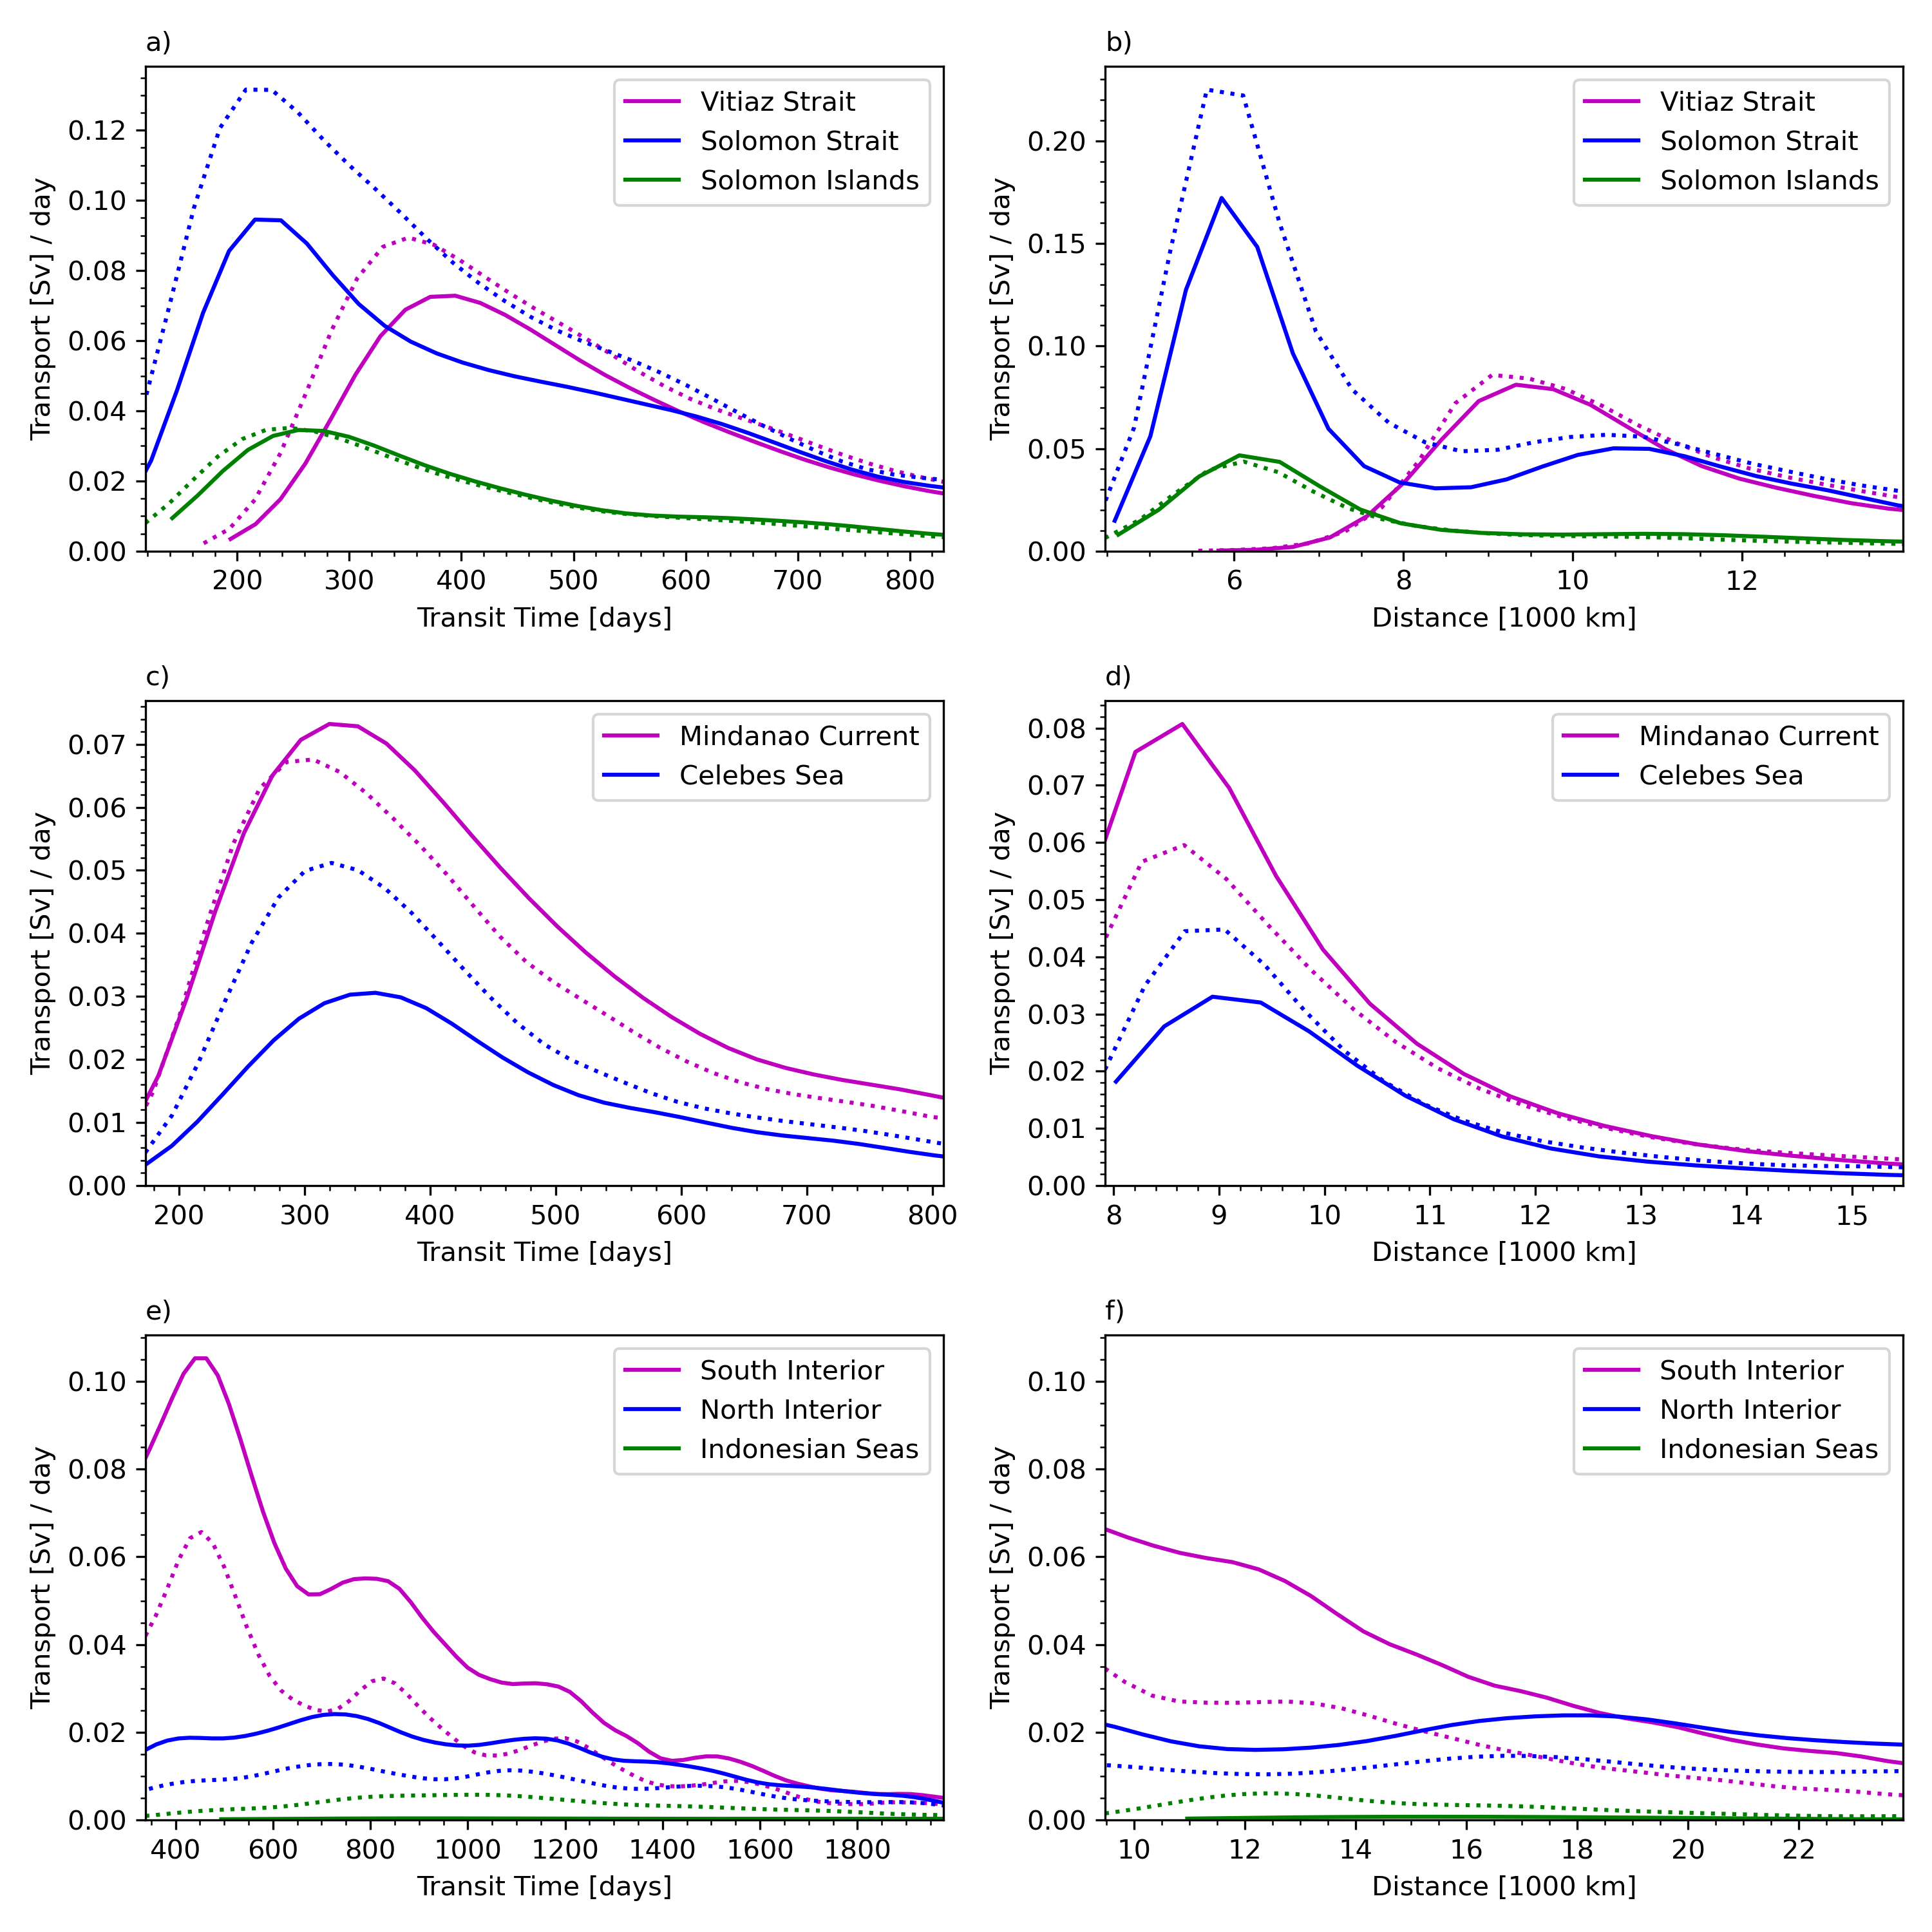 a)
Transport [Sv] / day
0.12
0.10
0.08
0.06
0.04
0.02
0.00
Vitiaz Strait
Solomon Strait
Solomon Islands
200 300 400 500 600 700 800
Transit Time [days]
b)
Transport [Sv] / day
0.20
0.15
0.10
0.05
0.00
Vitiaz Strait
Solomon Strait
Solomon Islands
6 8 10 12
Distance [1000 km]
c)
Transport [Sv] / day
0.07
0.06
0.05
0.04
0.03
0.02
0.01
0.00
Mindanao Current
Celebes Sea
200 300 400 500 600 700 800
Transit Time [days]
d)
Transport [Sv] / day
0.08
0.07
0.06
0.05
0.04
0.03
0.02
0.01
0.00
Mindanao Current
Celebes Sea
8 9 10 11 12 13 14 15
Distance [1000 km]
e)
Transport [Sv] / day
0.10
0.08
0.06
0.04
0.02
0.00
South Interior
North Interior
Indonesian Seas
400 600 800 1000 1200 1400 1600 1800
Transit Time [days]
f)
Transport [Sv] / day
0.10
0.08
0.06
0.04
0.02
0.00
South Interior
North Interior
Indonesian Seas
10 12 14 16 18 20 22
Distance [1000 km]